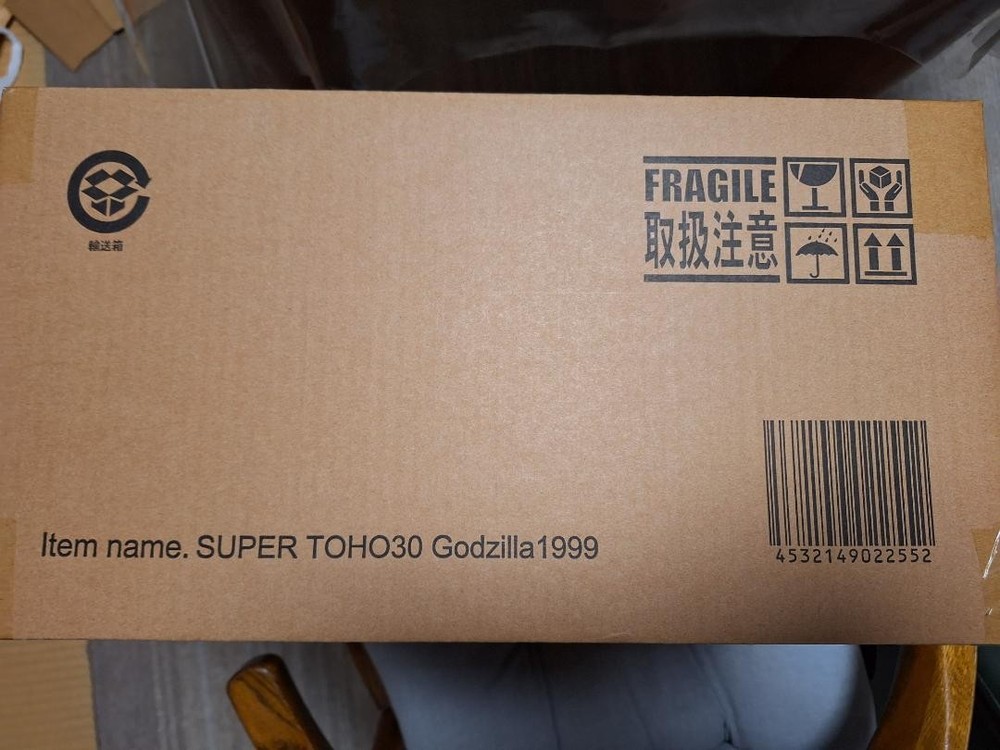 輸送箱
FRAGILE
取扱注意
Item name. SUPER TOHO30 Godzilla1999
4532149022552